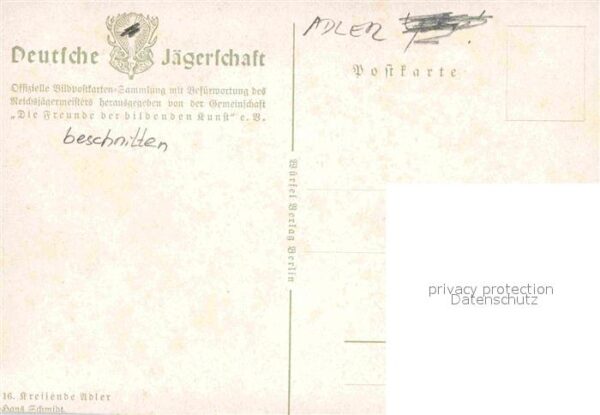 Deutsche Jägerschaft
Offizielle Bildpostkarten-Sammlung mit Befürwortung des
Reichsjägermeisters herausgegeben von der Gemeinschaft
„Die Freunde der bildenden Kunst“ e. V.
beschnitten
16. Kreisende Adler
Hans Schmidt.
Würfel Verlag Berlin
ADLER
Postkarte
privacy protection
Datenschutz